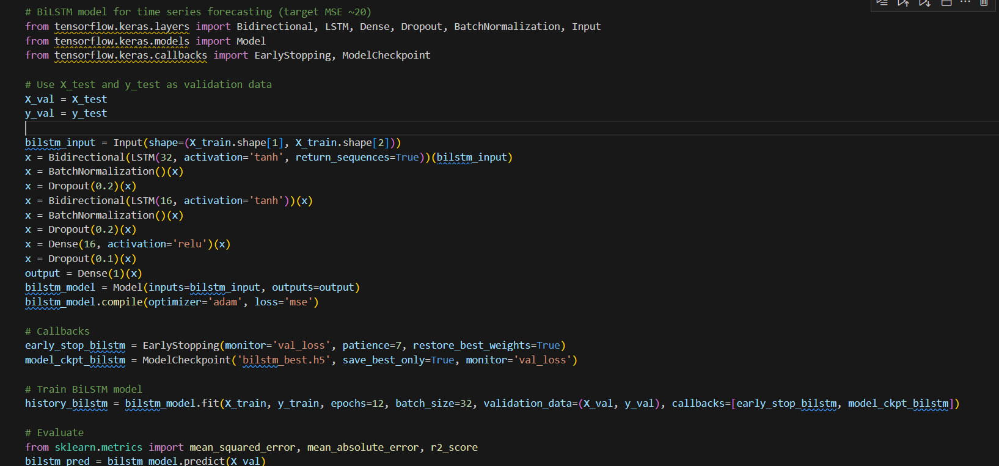 # BiLSTM model for time series forecasting (target MSE ~20)
from tensorflow.keras.layers import Bidirectional, LSTM, Dense, Dropout, BatchNormalization, Input
from tensorflow.keras.models import Model
from tensorflow.keras.callbacks import EarlyStopping, ModelCheckpoint
# Use X_test and y_test as validation data
X_val = X_test
y_val = y_test
bilstm_input = Input(shape=(X_train.shape[1], X_train.shape[2]))
x = Bidirectional(LSTM(32, activation='tanh', return_sequences=True))(bilstm_input)
x = BatchNormalization()(x)
x = Dropout(0.2)(x)
x = Bidirectional(LSTM(16, activation='tanh'))(x)
x = BatchNormalization()(x)
x = Dropout(0.2)(x)
x = Dense(16, activation='relu')(x)
x = Dropout(0.1)(x)
output = Dense(1)(x)
bilstm_model = Model(inputs=bilstm_input, outputs=output)
bilstm_model.compile(optimizer='adam', loss='mse')
# Callbacks
early_stop_bilstm = EarlyStopping(monitor='val_loss', patience=7, restore_best_weights=True)
model_ckpt_bilstm = ModelCheckpoint('bilstm_best.h5', save_best_only=True, monitor='val_loss')
# Train BiLSTM model
history_bilstm = bilstm_model.fit(X_train, y_train, epochs=12, batch_size=32, validation_data=(X_val, y_val), callbacks=[early_stop_bilstm, model_ckpt_bilstm])
# Evaluate
from sklearn.metrics import mean_squared_error, mean_absolute_error, r2_score
bilstm_pred = bilstm_model.predict(X_val)